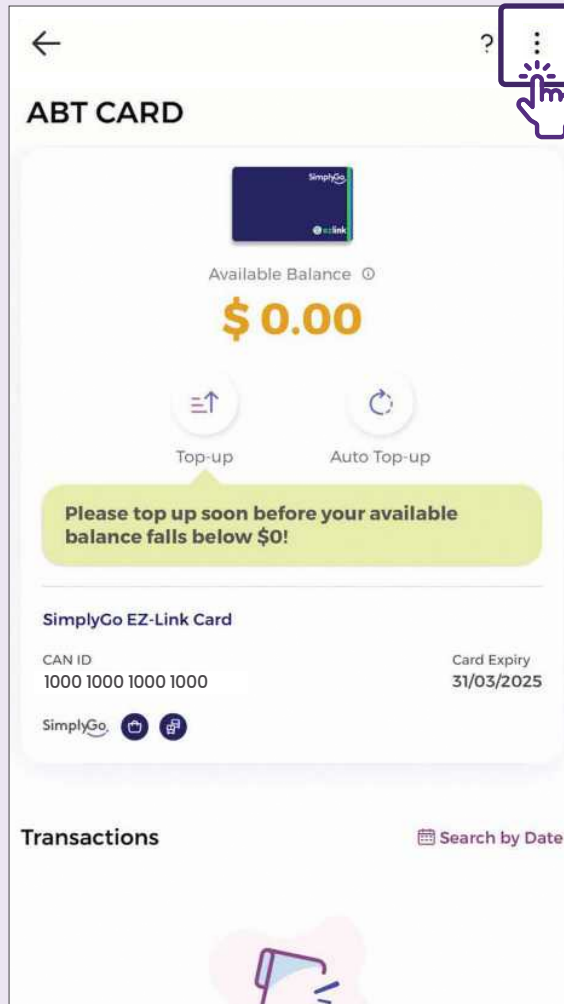 ?
ABT CARD
SimplyGo
ezlink
Available Balance
$ 0.00
Top-up
Auto Top-up
Please top up soon before your available
balance falls below $0!
SimplyGo EZ-Link Card
CAN ID
Card Expiry
1000 1000 1000 1000
31/03/2025
SimplyGo
Transactions
Search by Date